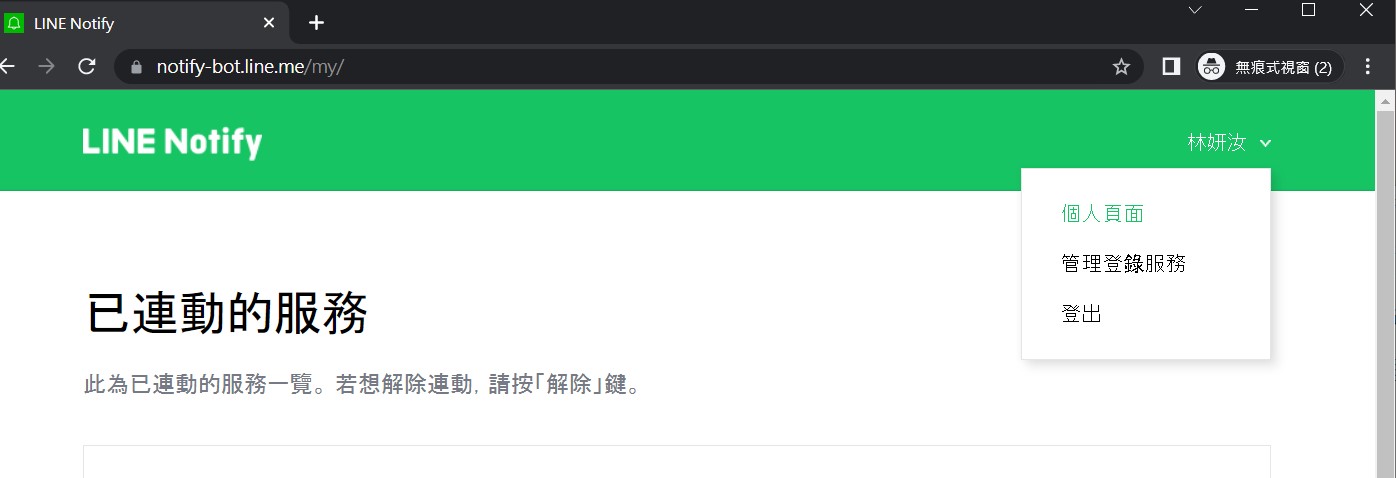 LINE Notify
notify-bot.line.me/my/
無痕式視窗 (2)
LINE Notify
林妍汝
個人頁面
管理登錄服務
登出
已連動的服務
此為已連動的服務一覽。若想解除連動, 請按「解除」鍵。